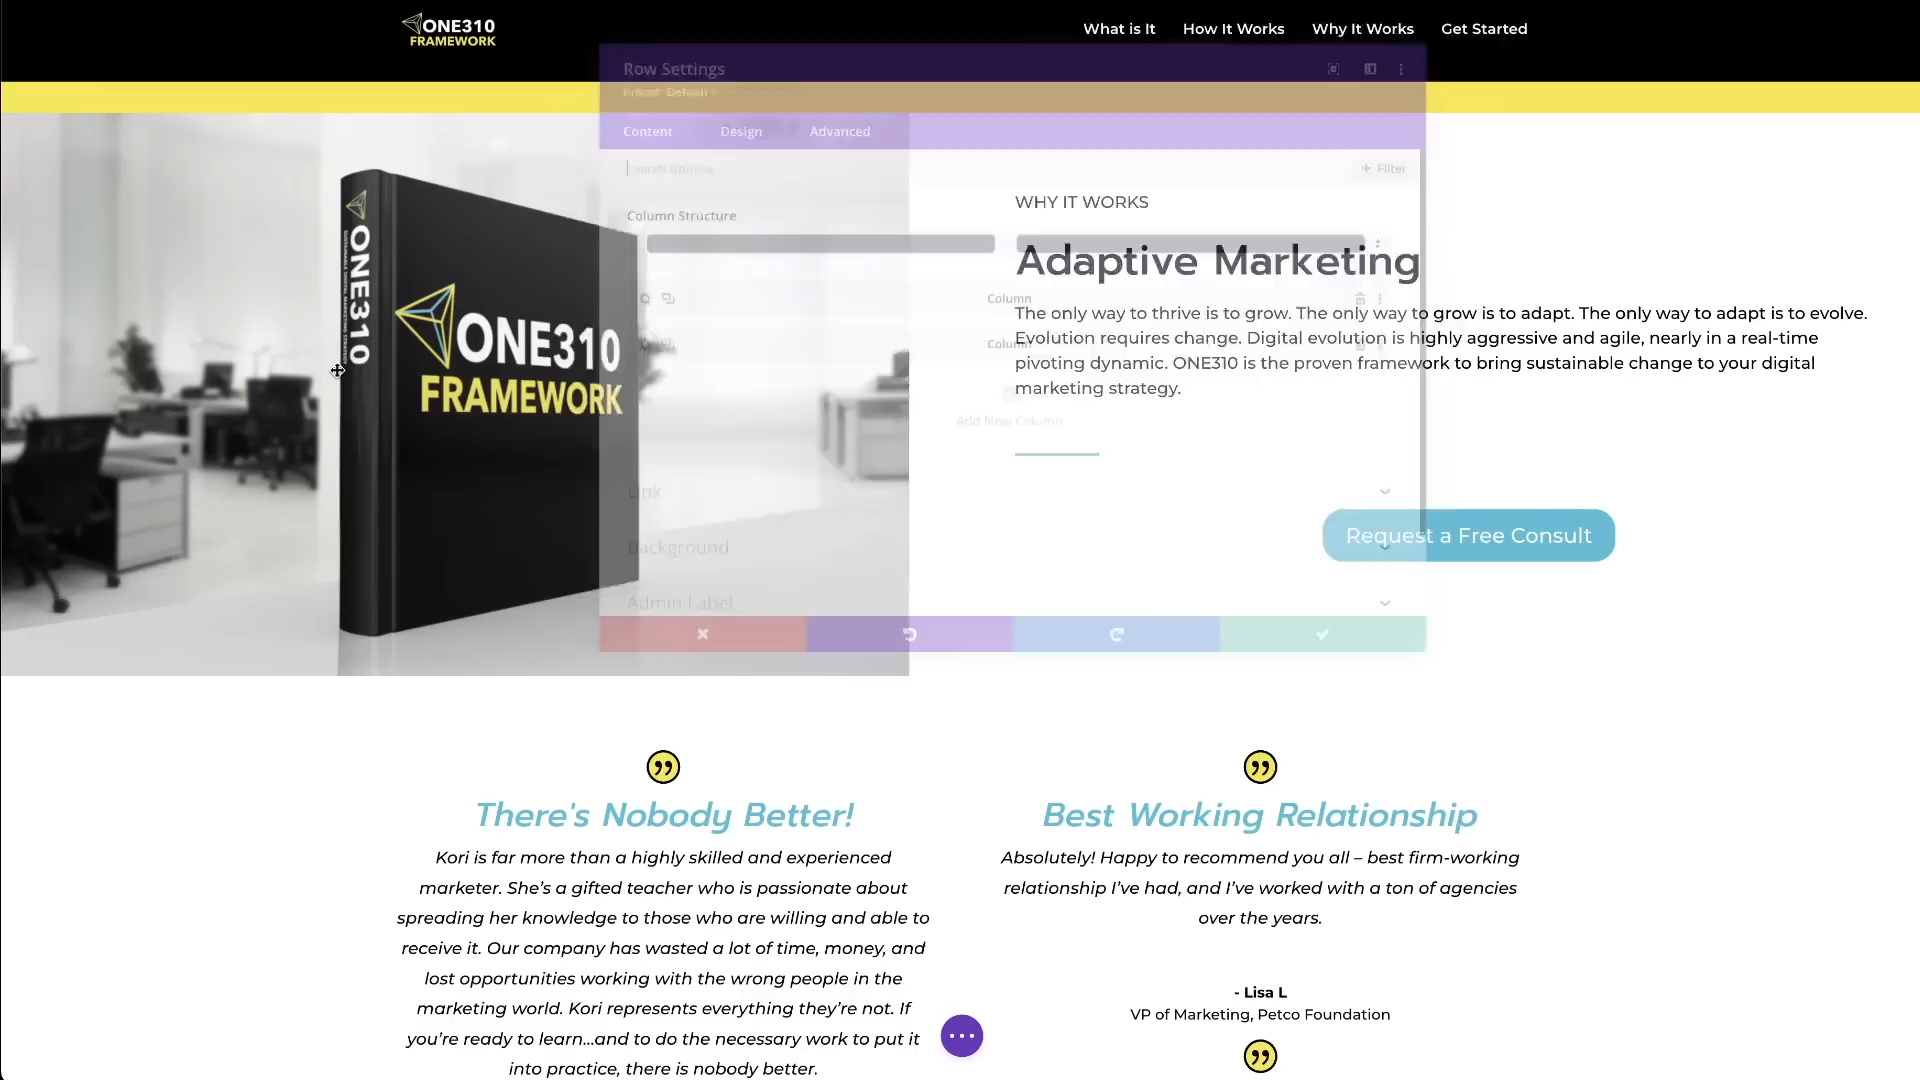 ONE310
FRAMEWORK
What is It
How It Works
Why It Works
Get Started
Row Settings
Preset: Default
Content
Design
Advanced
Filter
Column Structure
Column
Column
Add New Column
Link
Background
Admin Label
ONE310
ONE310
FRAMEWORK
WHY IT WORKS
Adaptive Marketing
The only way to thrive is to grow. The only way to grow is to adapt. The only way to adapt is to evolve.
Evolution requires change. Digital evolution is highly aggressive and agile, nearly in a real-time
pivoting dynamic. ONE310 is the proven framework to bring sustainable change to your digital
marketing strategy.
Request a Free Consult
There's Nobody Better!
Kori is far more than a highly skilled and experienced
marketer. She’s a gifted teacher who is passionate about
spreading her knowledge to those who are willing and able to
receive it. Our company has wasted a lot of time, money, and
lost opportunities working with the wrong people in the
marketing world. Kori represents everything they’re not. If
you’re ready to learn…and to do the necessary work to put it
into practice, there is nobody better.
Best Working Relationship
Absolutely! Happy to recommend you all – best firm-working
relationship I’ve had, and I’ve worked with a ton of agencies
over the years.
- Lisa L
VP of Marketing, Petco Foundation